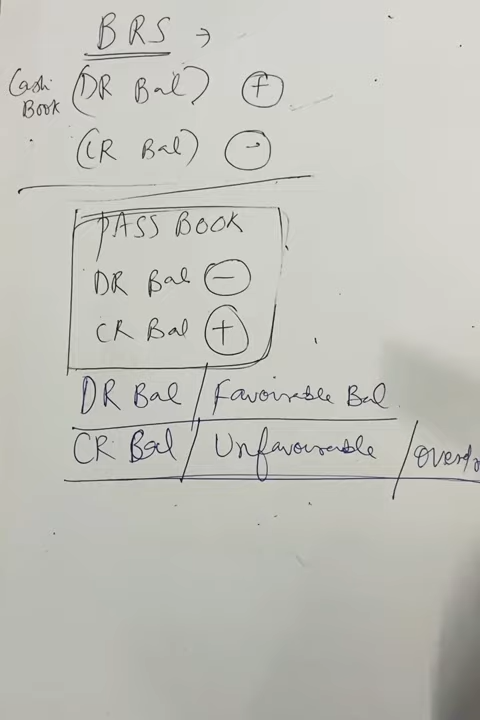 BRS →
Cash Book (DR Bal) +
(CR Bal) -
PASS BOOK
DR Bal -
CR Bal +
DR Bal / Favourable Bal
CR Bal / Unfavourable / overdr